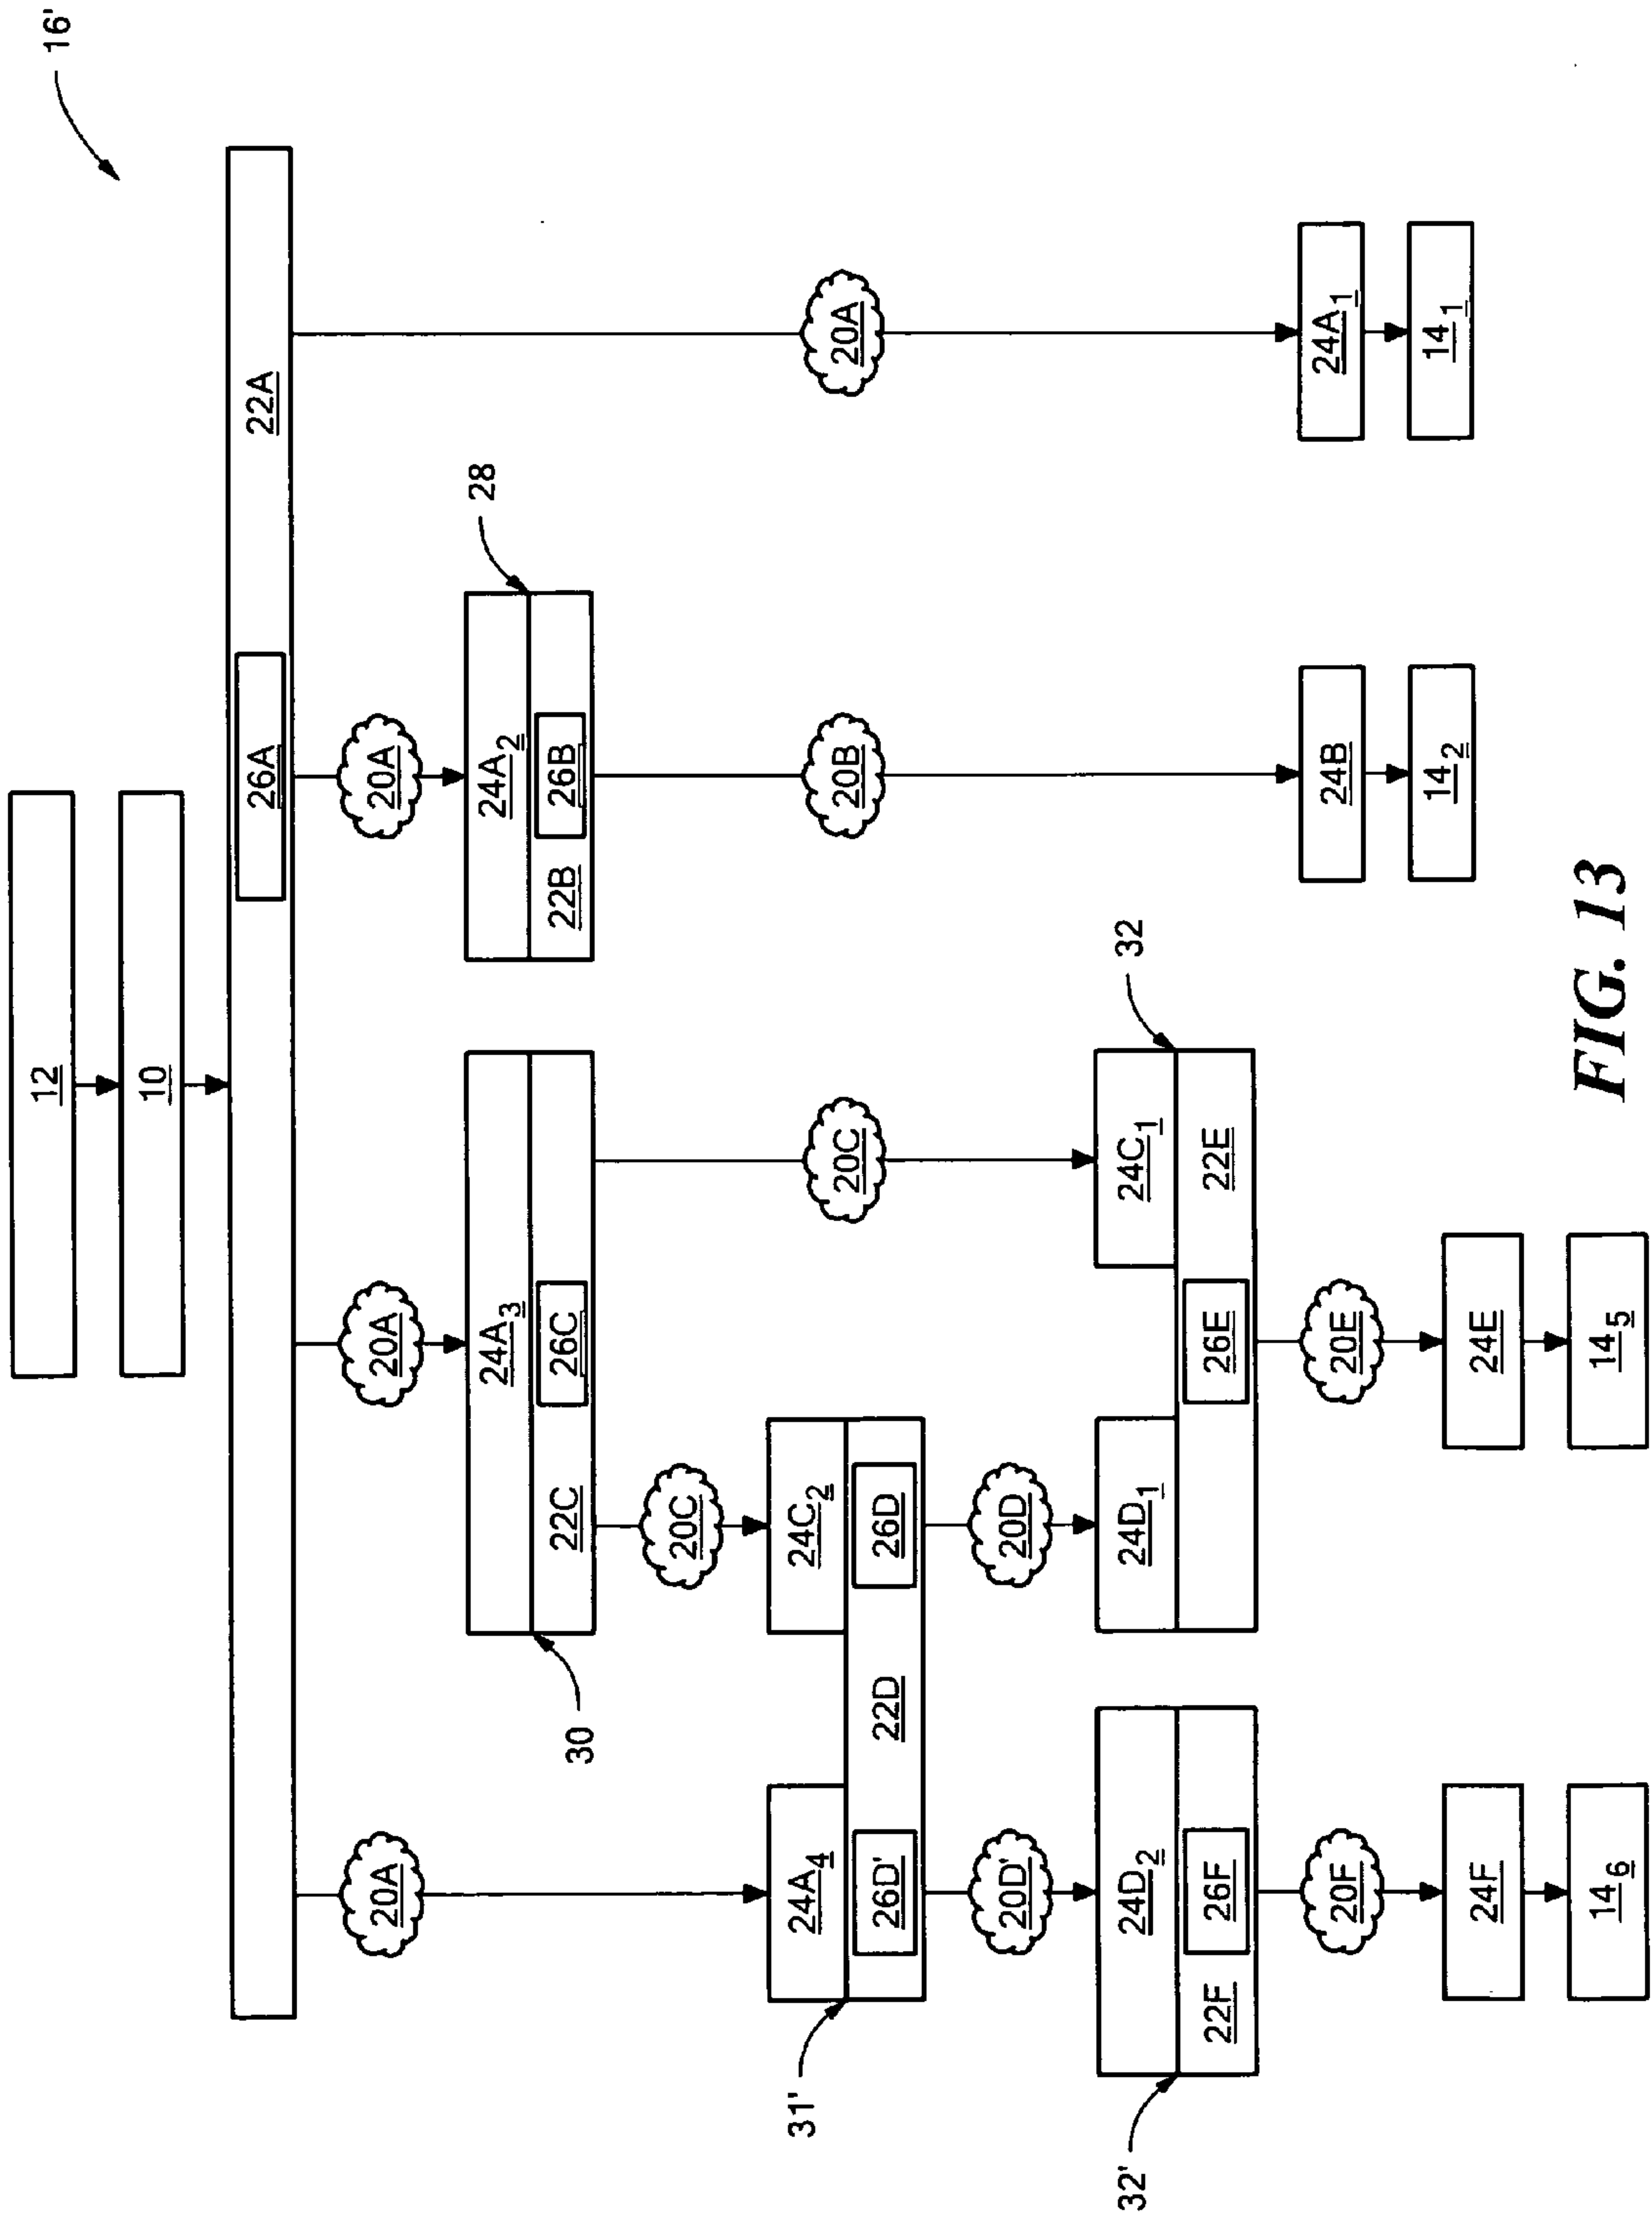 16'
12
10
26A
22A
20A
20A
20A
20A
24A3
22C
26C
30
24A2
22B
26B
28
20C
20C
20B
24A4
24C2
26D'
22D
26D
31'
20D'
20D
24D2
22F
26F
32'
24D1
24C1
26E
22E
32
24B
24A1
20F
20E
142
141
24F
24E
146
145
FIG. 13